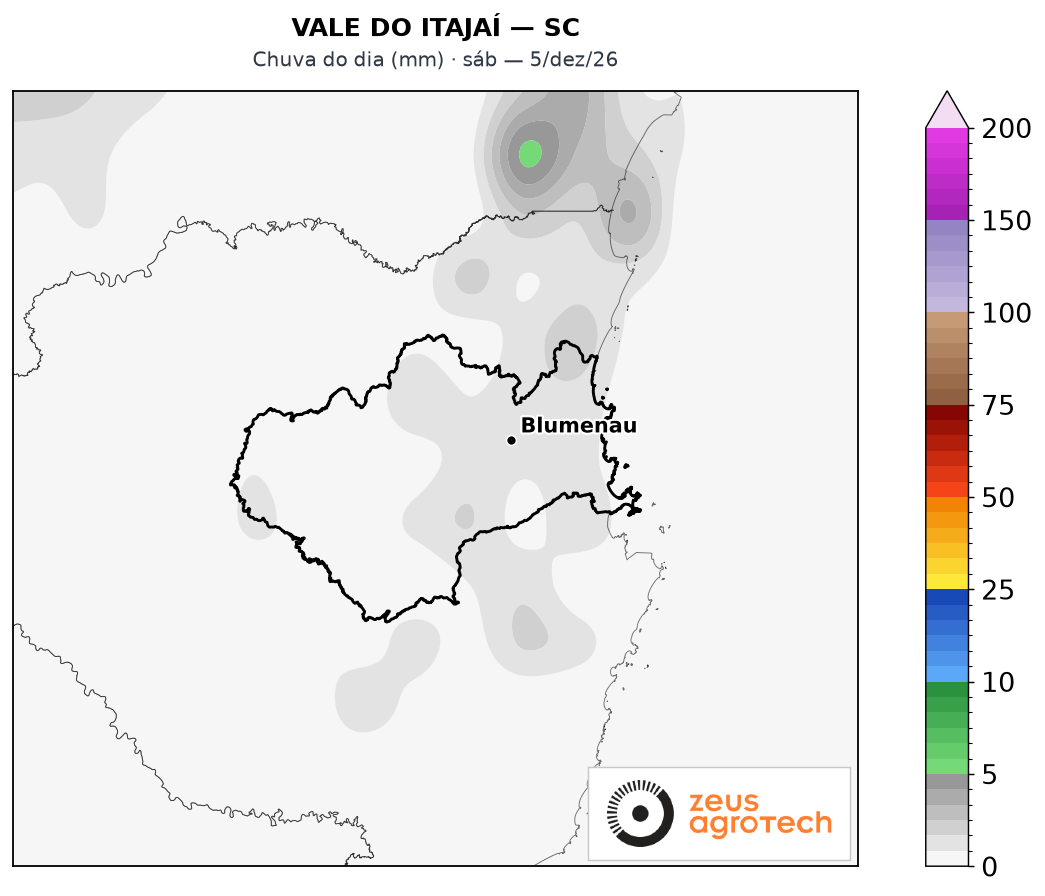 VALE DO ITAJAÍ — SC
Chuva do dia (mm) · sáb — 5/dez/26
200
150
100
75
50
25
10
5
0
Blumenau
zeus
agrotech